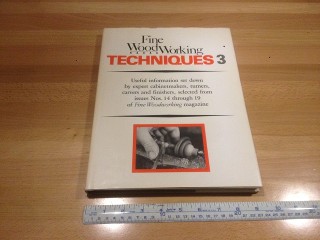 Fine
WoodWorking
TECHNIQUES 3
Useful information set down
by expert cabinetmakers, turners,
carvers and finishers, selected from
issues Nos. 14 through 19
of Fine Woodworking magazine